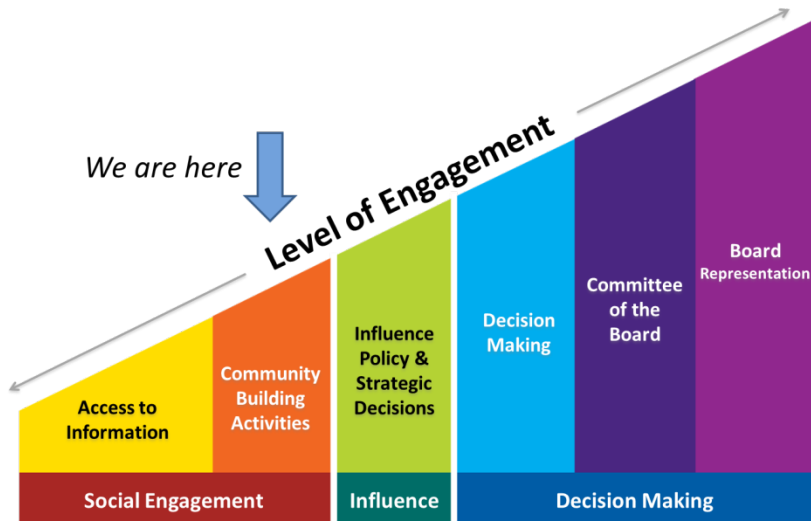 We are here
Level of Engagement
Access to
Information
Community
Building
Activities
Influence
Policy &
Strategic
Decisions
Decision
Making
Committee
of the
Board
Board
Representation
Social Engagement
Influence
Decision Making